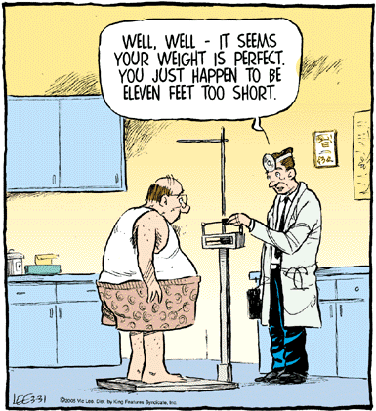 WELL, WELL - IT SEEMS
YOUR WEIGHT IS PERFECT.
YOU JUST HAPPEN TO BE
ELEVEN FEET TOO SHORT.
LEE 3·31
©2005 Vic Lee. Dist. by King Features Syndicate, Inc.